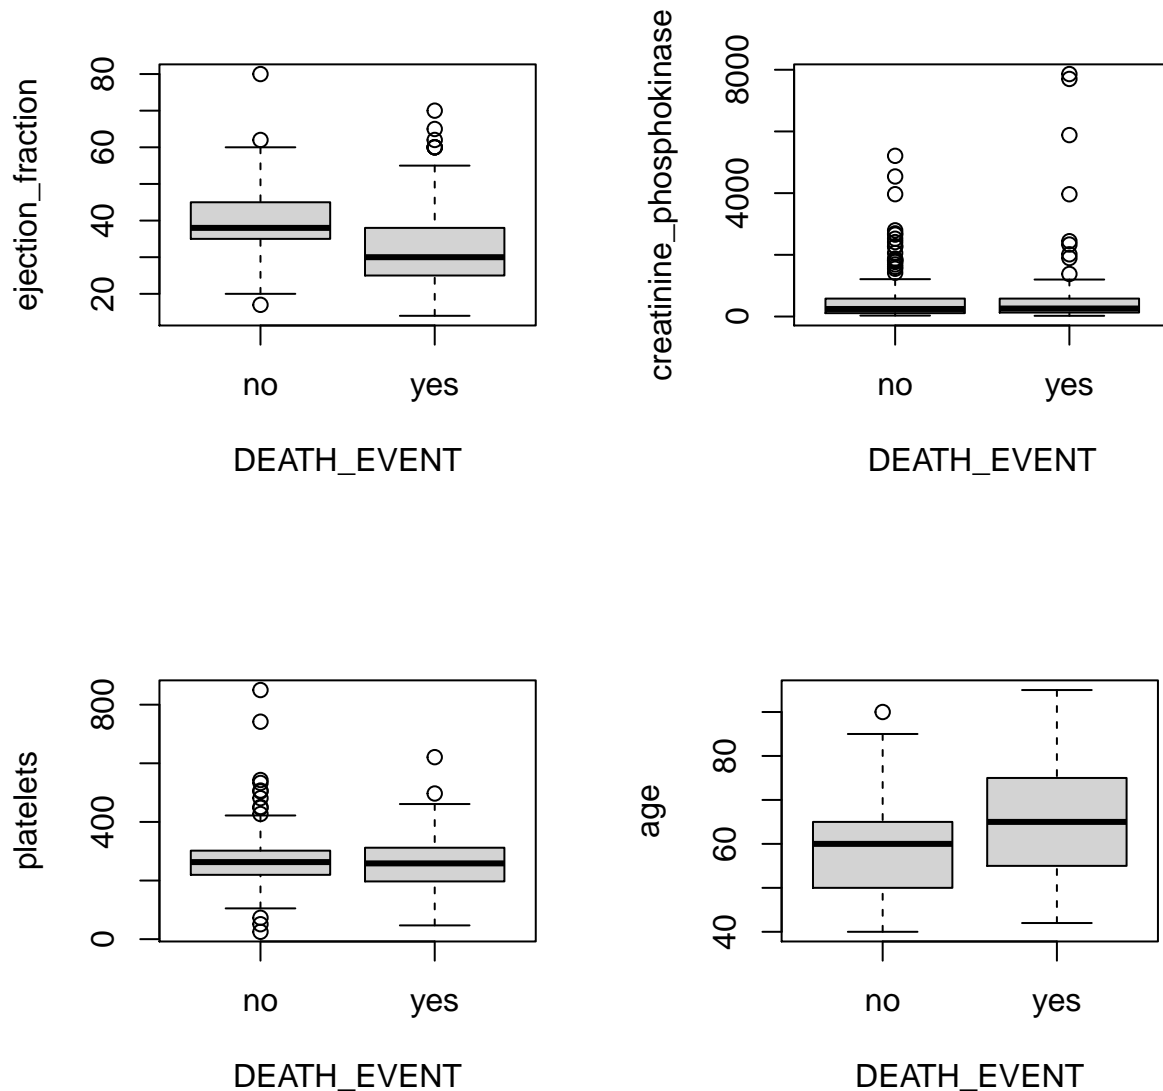 ejection_fraction
80
60
40
20
no yes
DEATH_EVENT
creatinine_phosphokinase
8000
4000
0
no yes
DEATH_EVENT
platelets
800
400
0
no yes
DEATH_EVENT
age
80
60
40
no yes
DEATH_EVENT